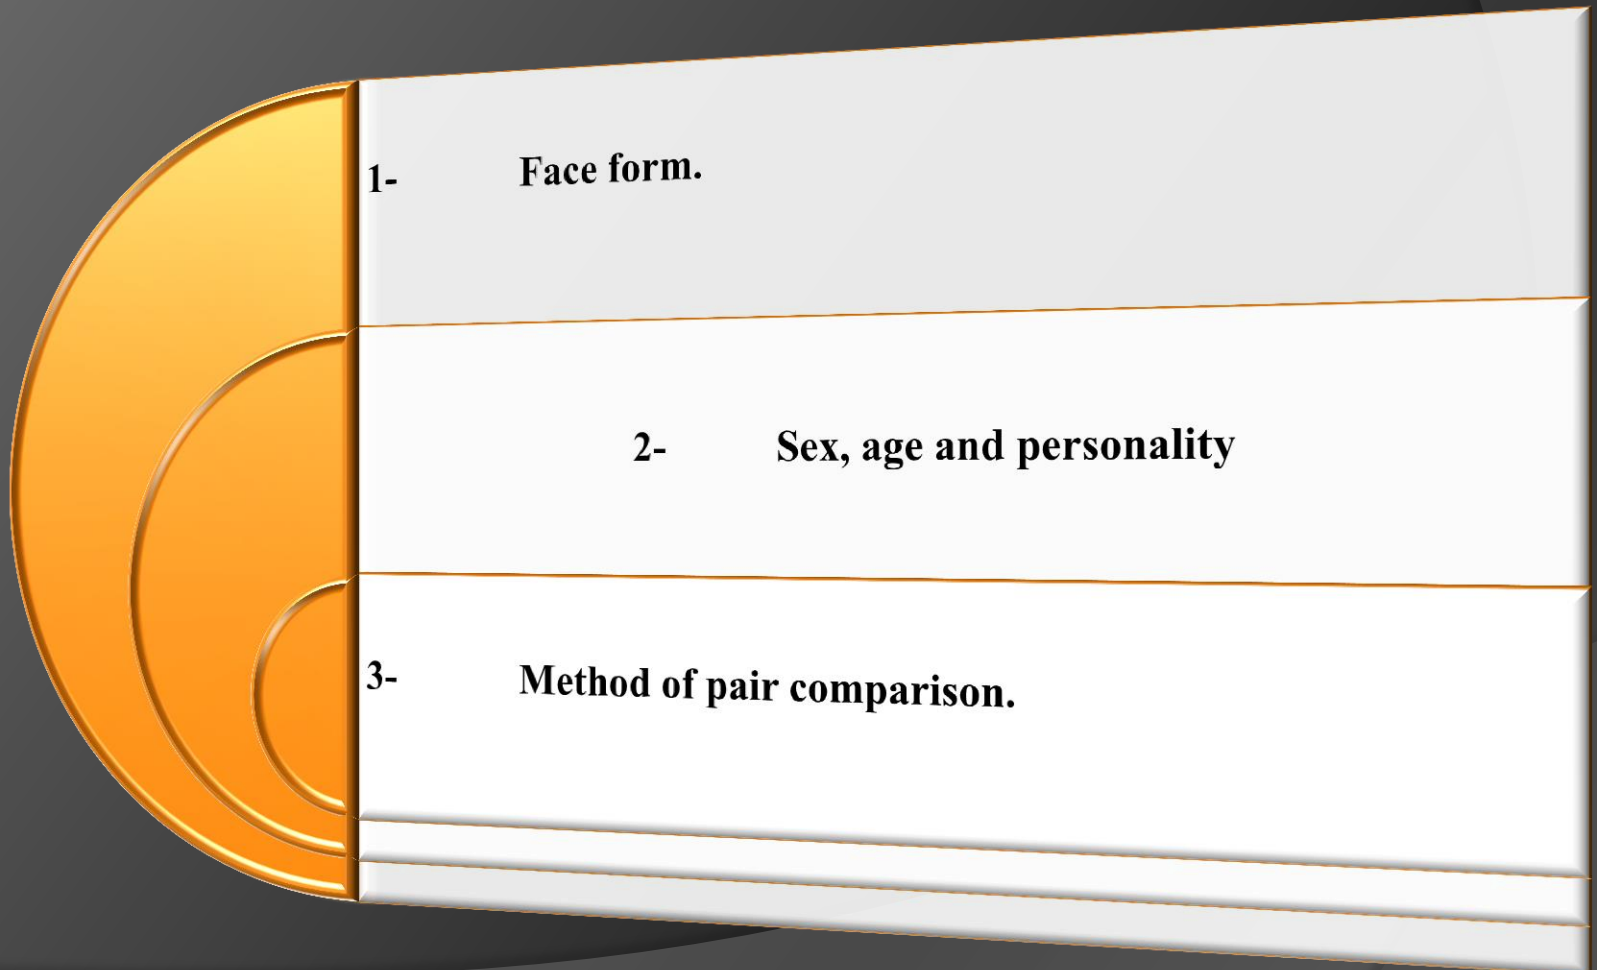 1- Face form.
2- Sex, age and personality
3- Method of pair comparison.